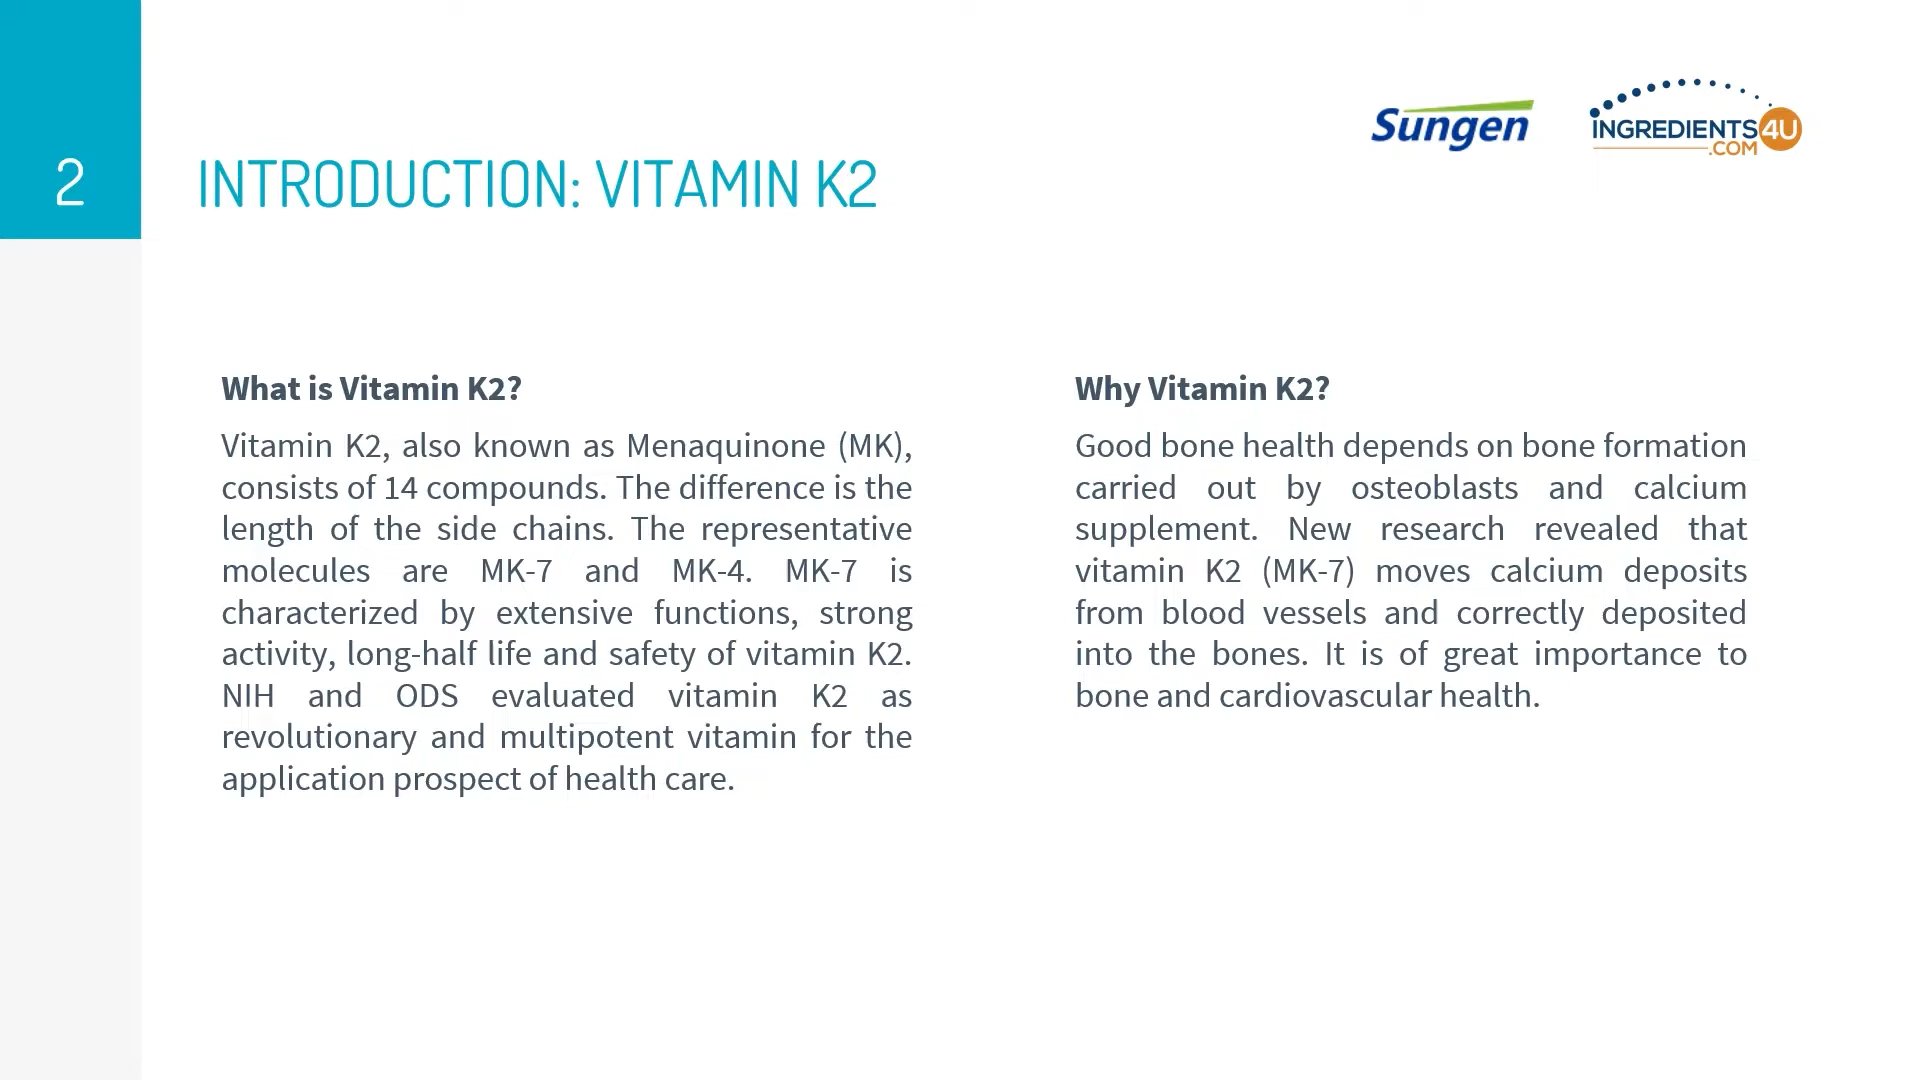 2
INTRODUCTION: VITAMIN K2
Sungen
INGREDIENTS4U
.COM
What is Vitamin K2?
Vitamin K2, also known as Menaquinone (MK),
consists of 14 compounds. The difference is the
length of the side chains. The representative
molecules are MK-7 and MK-4. MK-7 is
characterized by extensive functions, strong
activity, long-half life and safety of vitamin K2.
NIH and ODS evaluated vitamin K2 as
revolutionary and multipotent vitamin for the
application prospect of health care.
Why Vitamin K2?
Good bone health depends on bone formation
carried out by osteoblasts and calcium
supplement. New research revealed that
vitamin K2 (MK-7) moves calcium deposits
from blood vessels and correctly deposited
into the bones. It is of great importance to
bone and cardiovascular health.